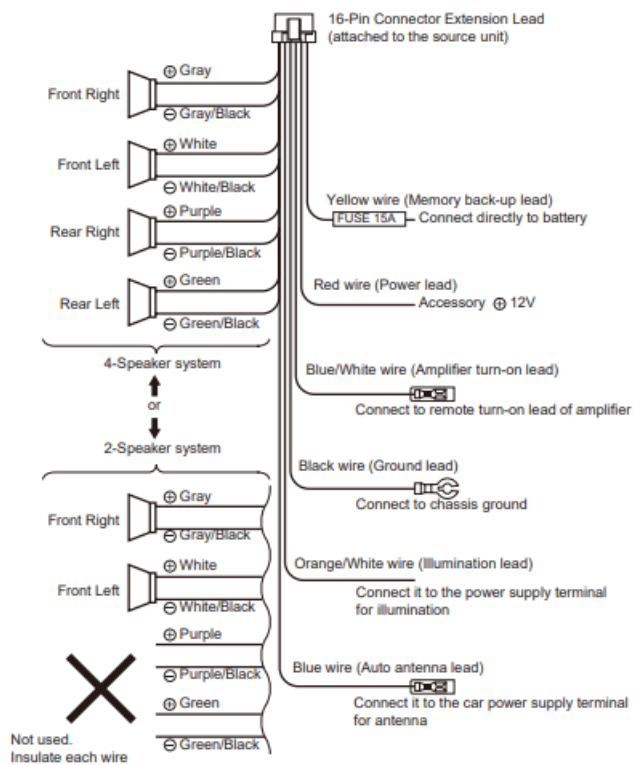 16-Pin Connector Extension Lead
(attached to the source unit)
⊕ Gray
Front Right
⊖ Gray/Black
⊕ White
Front Left
⊖ White/Black
⊕ Purple
Rear Right
⊖ Purple/Black
⊕ Green
Rear Left
⊖ Green/Black
4-Speaker system
or
2-Speaker system
⊕ Gray
Front Right
⊖ Gray/Black
⊕ White
Front Left
⊖ White/Black
⊕ Purple
⊖ Purple/Black
⊕ Green
⊖ Green/Black
Not used.
Insulate each wire
Yellow wire (Memory back-up lead)
FUSE 15A Connect directly to battery
Red wire (Power lead)
Accessory ⊕ 12V
Blue/White wire (Amplifier turn-on lead)
Connect to remote turn-on lead of amplifier
Black wire (Ground lead)
Connect to chassis ground
Orange/White wire (Illumination lead)
Connect it to the power supply terminal
for illumination
Blue wire (Auto antenna lead)
Connect it to the car power supply terminal
for antenna